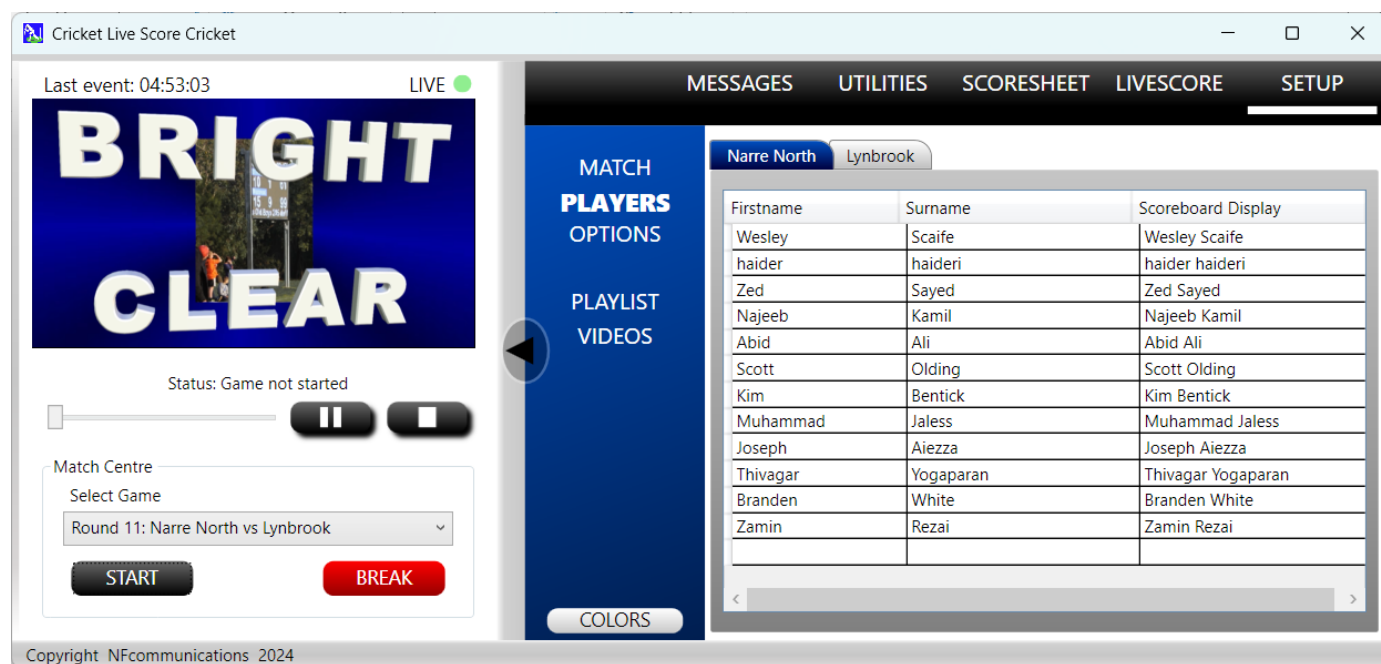 Cricket Live Score Cricket
Last event: 04:53:03 LIVE
BRIGHT
CLEAR
Status: Game not started
Match Centre
Select Game
Round 11: Narre North vs Lynbrook
START BREAK
MESSAGES UTILITIES SCORESHEET LIVESCORE SETUP
MATCH
PLAYERS
OPTIONS
PLAYLIST
VIDEOS
COLORS
Narre North Lynbrook
Firstname Surname Scoreboard Display
Wesley Scaife Wesley Scaife
haider haideri haider haideri
Zed Sayed Zed Sayed
Najeeb Kamil Najeeb Kamil
Abid Ali Abid Ali
Scott Olding Scott Olding
Kim Bentick Kim Bentick
Muhammad Jaless Muhammad Jaless
Joseph Aiezza Joseph Aiezza
Thivagar Yogaparan Thivagar Yogaparan
Branden White Branden White
Zamin Rezai Zamin Rezai
Copyright NFcommunications 2024